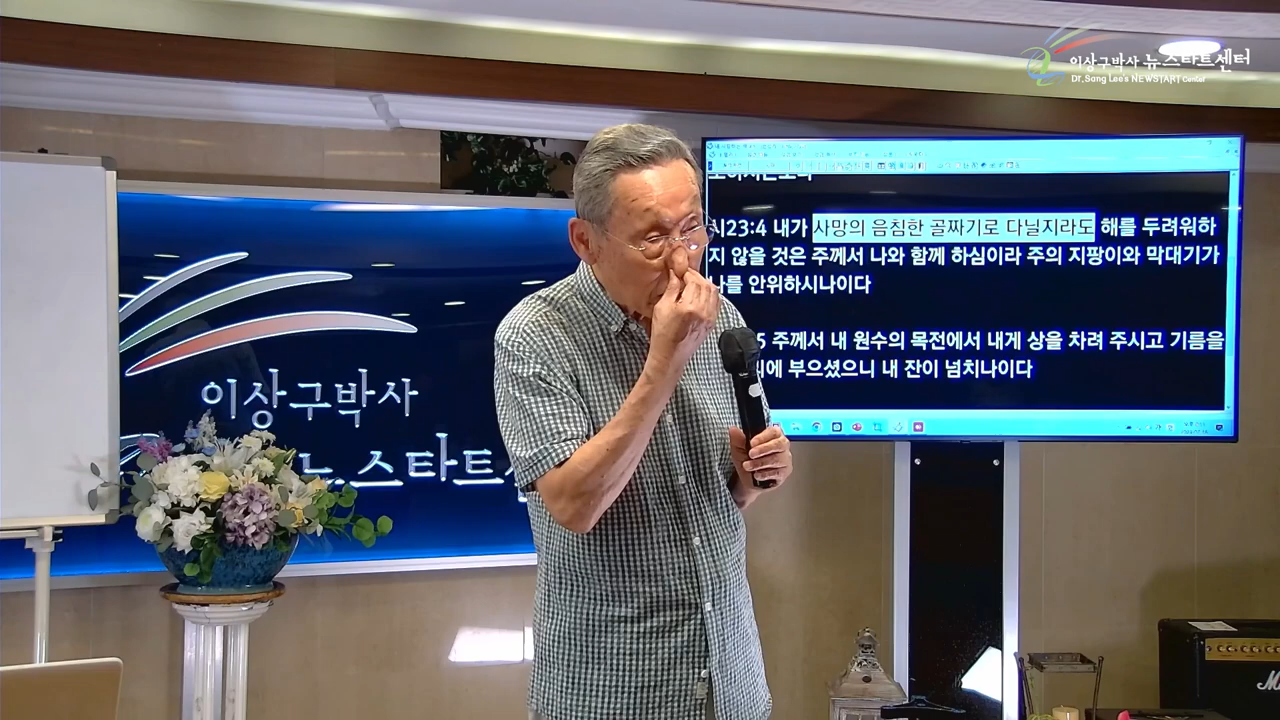 이상구박사 뉴스타트센터
Dr. Sang Lee's NEWSTART Center
시23:4 내가 사망의 음침한 골짜기로 다닐지라도 해를 두려워하
지 않을 것은 주께서 나와 함께 하심이라 주의 지팡이와 막대기가
나를 안위하시나이다
5 주께서 내 원수의 목전에서 내게 상을 차려 주시고 기름을
에 부으셨으니 내 잔이 넘치나이다
이상구박사
뉴스타트